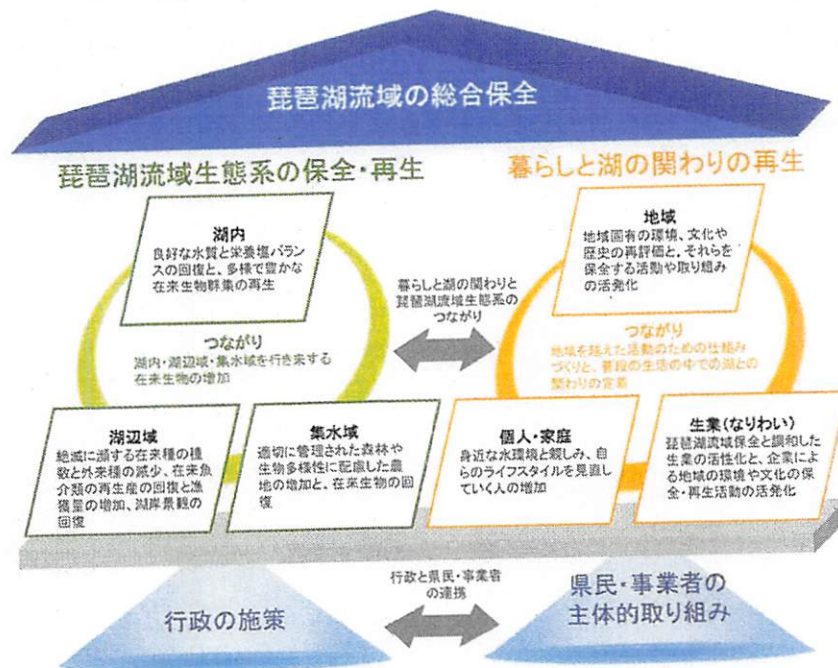 琵琶湖流域の総合保全
琵琶湖流域生態系の保全・再生
暮らしと湖の関わりの再生
湖内
良好な水質と栄養塩バラン
スの回復と、多様で豊かな
在来生物群集の再生
つながり
湖内・湖辺域・集水域を行き来する
在来生物の増加
湖辺域
絶滅に瀕する在来種の種
数と外来種の減少、在来魚
介類の再生産の回復と漁
獲量の増加、湖岸景観の
回復
集水域
適切に管理された森林や
生物多様性に配慮した農
地の増加と、在来生物の回
復
暮らしと湖の関わりと
琵琶湖流域生態系の
つながり
地域
地域固有の環境、文化や
歴史の再評価と、それらを
保全する活動や取り組み
の活発化
つながり
地域を越えた活動のための仕組み
づくりと、普段の生活の中での湖との
関わりの定着
個人・家庭
身近な水環境と親しみ、自
らのライフスタイルを見直し
ていく人の増加
生業(なりわい)
琵琶湖流域保全と調和した
生業の活性化と、企業によ
る地域の環境や文化の保
全・再生活動の活発化
行政の施策
行政と県民・事業者
の連携
県民・事業者の
主体的取り組み